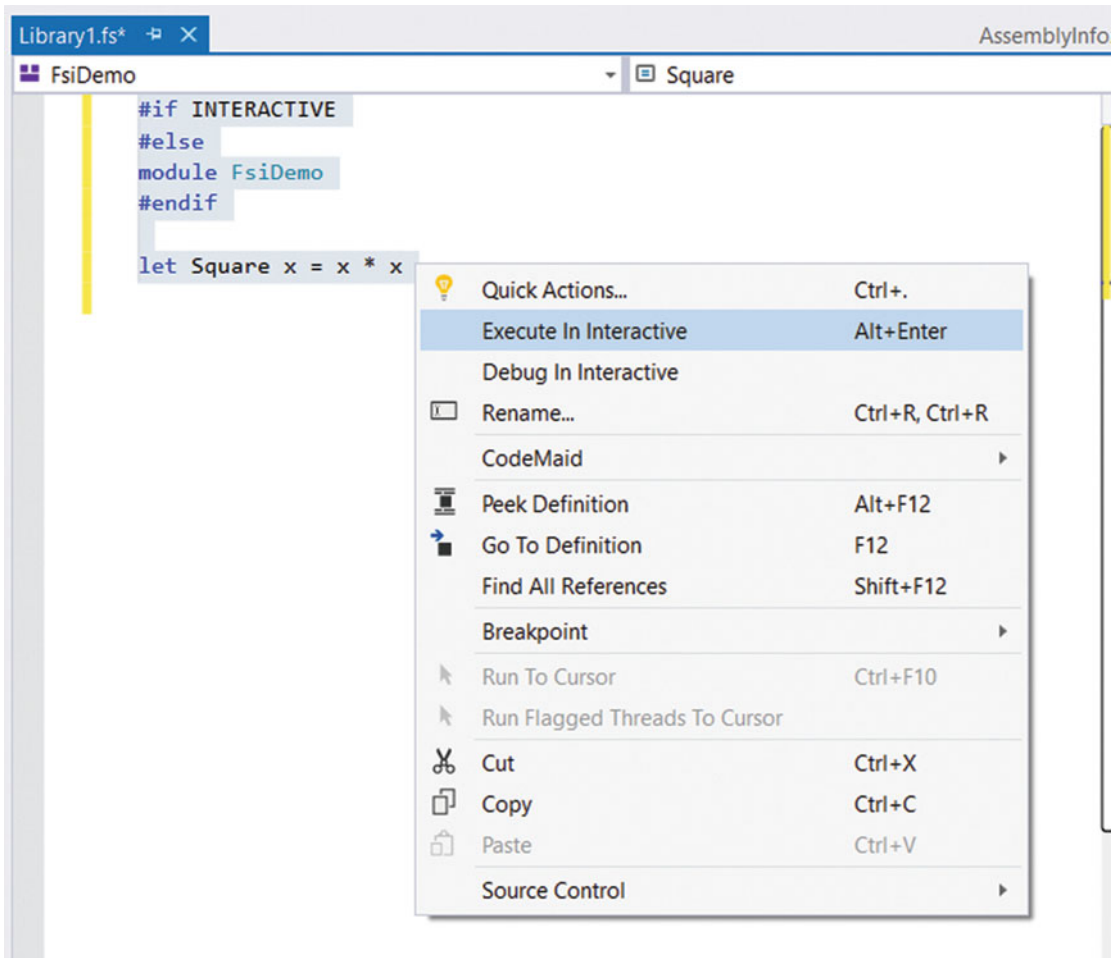 Library1.fs*
AssemblyInfo
FsiDemo
Square
#if INTERACTIVE
#else
module FsiDemo
#endif
let Square x = x * x
Quick Actions... Ctrl+.
Execute In Interactive Alt+Enter
Debug In Interactive
Rename... Ctrl+R, Ctrl+R
CodeMaid
Peek Definition Alt+F12
Go To Definition F12
Find All References Shift+F12
Breakpoint
Run To Cursor Ctrl+F10
Run Flagged Threads To Cursor
Cut Ctrl+X
Copy Ctrl+C
Paste Ctrl+V
Source Control